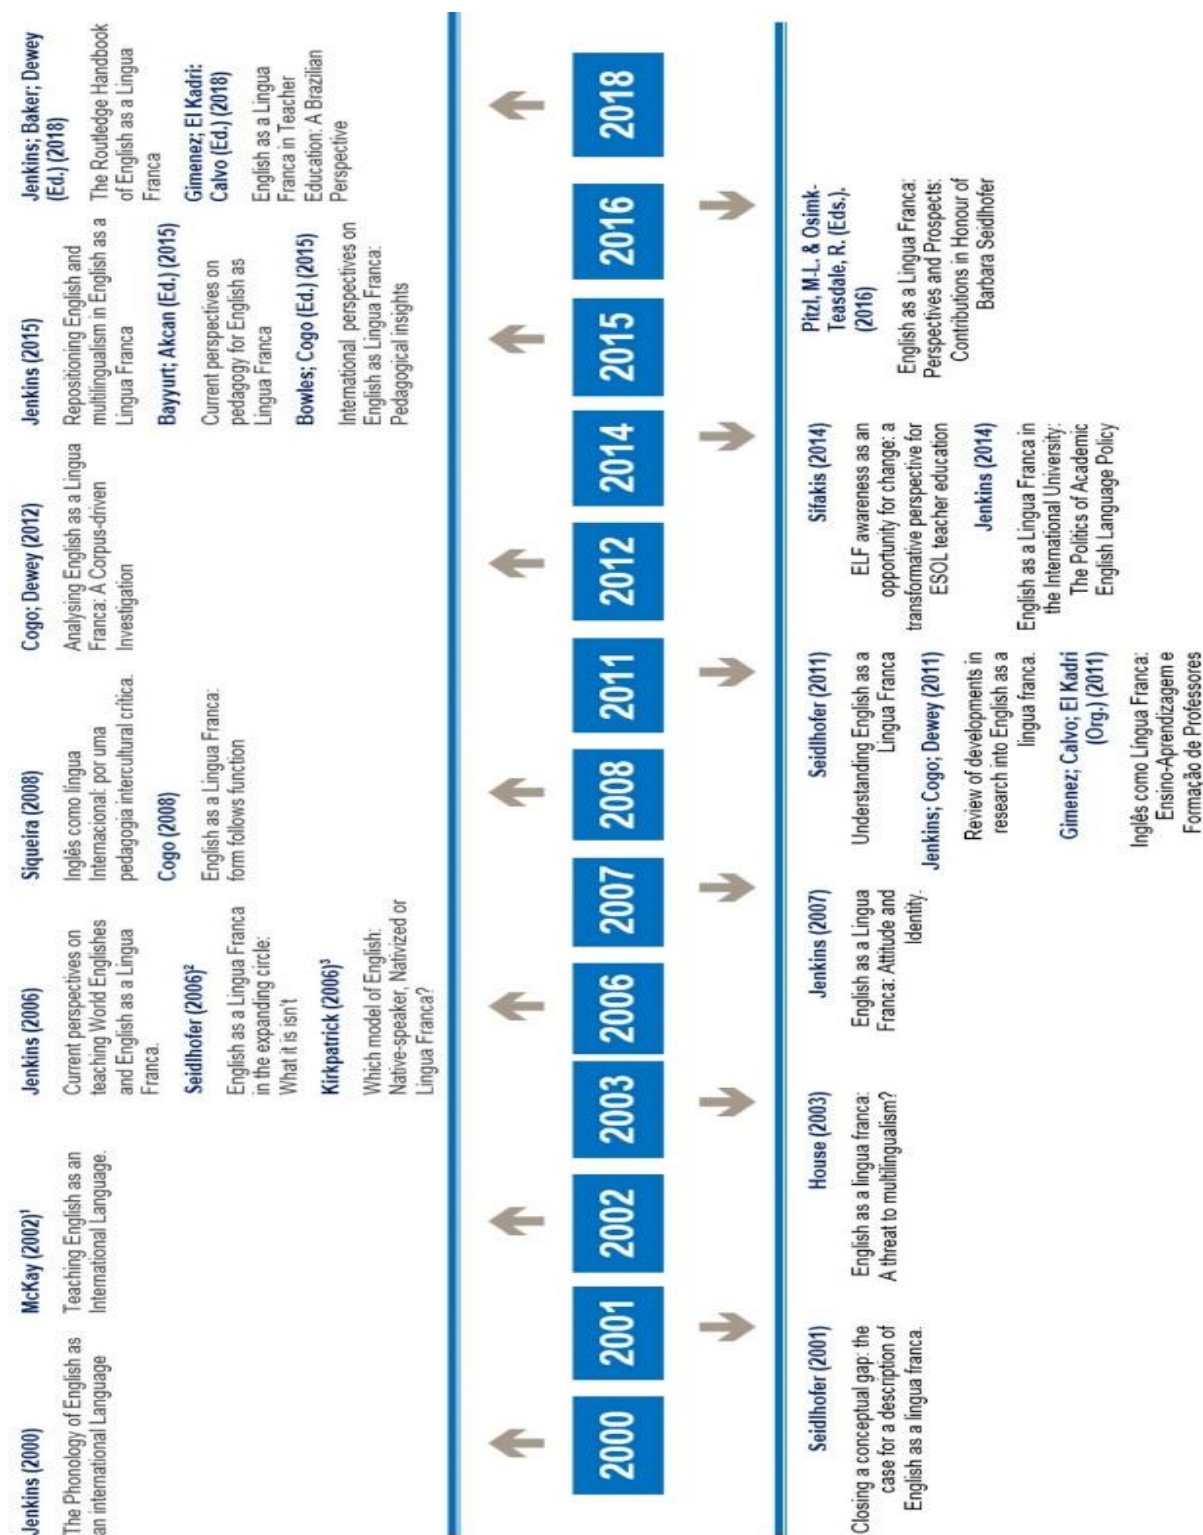 Jenkins (2000)
The Phonology of English as
an international Language
McKay (2002)¹
Teaching English as an
International Language.
Jenkins (2006)
Current perspectives on
teaching World Englishes
and English as a Lingua
Franca.
Seidlhofer (2006)²
English as a Lingua Franca
in the expanding circle:
What it is isn't
Kirkpatrick (2006)³
Which model of English:
Native-speaker, Nativized or
Lingua Franca?
Siqueira (2008)
Inglês como língua
Internacional: por uma
pedagogia intercultural crítica.
Cogo (2008)
English as a Lingua Franca:
form follows function
Cogo; Dewey (2012)
Analysing English as a Lingua
Franca: A Corpus-driven
Investigation
Jenkins (2015)
Repositioning English and
multilingualism in English as a
Lingua Franca
Bayyurt; Akcan (Ed.) (2015)
Current perspectives on
pedagogy for English as
Lingua Franca
Bowles; Cogo (Ed.) (2015)
International perspectives on
English as Lingua Franca:
Pedagogical insights
Jenkins; Baker; Dewey
(Ed.) (2018)
The Routledge Handbook
of English as a Lingua
Franca
Gimenez; El Kadri:
Calvo (Ed.) (2018)
English as a Lingua
Franca in Teacher
Education: A Brazilian
Perspective
2000
2001
2002
2003
2006
2007
2008
2011
2012
2014
2015
2016
2018
Seidlhofer (2001)
Closing a conceptual gap: the
case for a description of
English as a lingua franca.
House (2003)
English as a lingua franca:
A threat to multilingualism?
Jenkins (2007)
English as a Lingua
Franca: Attitude and
Identity.
Seidlhofer (2011)
Understanding English as a
Lingua Franca
Jenkins; Cogo; Dewey (2011)
Review of developments in
research into English as a
lingua franca.
Gimenez; Calvo; El Kadri
(Org.) (2011)
Inglês como Língua Franca:
Ensino-Aprendizagem e
Formação de Professores
Sifakis (2014)
ELF awareness as an
opportunity for change: a
transformative perspective for
ESOL teacher education
Jenkins (2014)
English as a Lingua Franca in
the International University:
The Politics of Academic
English Language Policy
Pitzl, M-L. & Osimk-
Teasdale, R. (Eds.).
(2016)
English as a Lingua Franca:
Perspectives and Prospects:
Contributions in Honour of
Barbara Seidlhofer